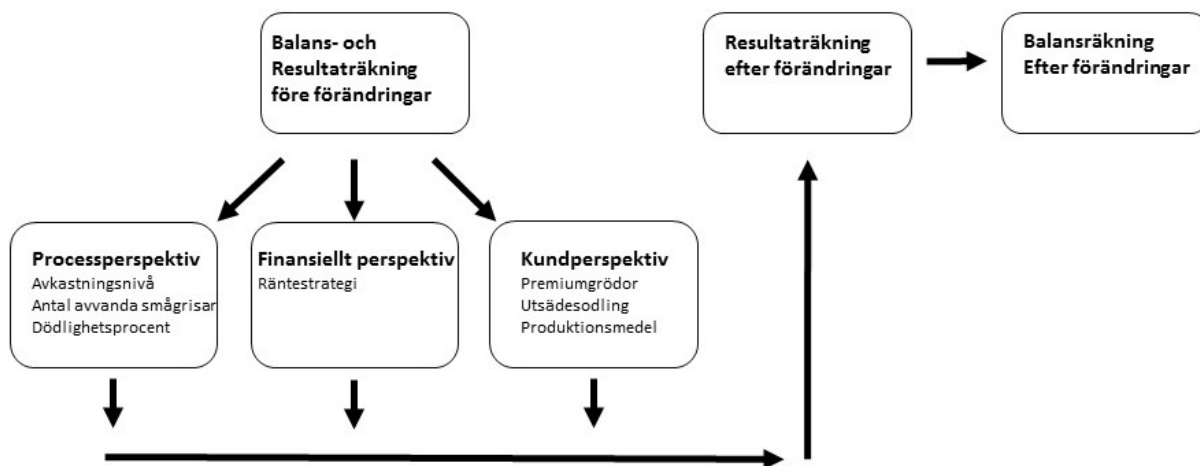 Balans- och
Resultaträkning
före förändringar
Resultaträkning
efter förändringar
Balansräkning
Efter förändringar
Processperspektiv
Avkastningsnivå
Antal avvanda smågrisar
Dödlighetsprocent
Finansiellt perspektiv
Räntestrategi
Kundperspektiv
Premiumgrödor
Utsädesodling
Produktionsmedel